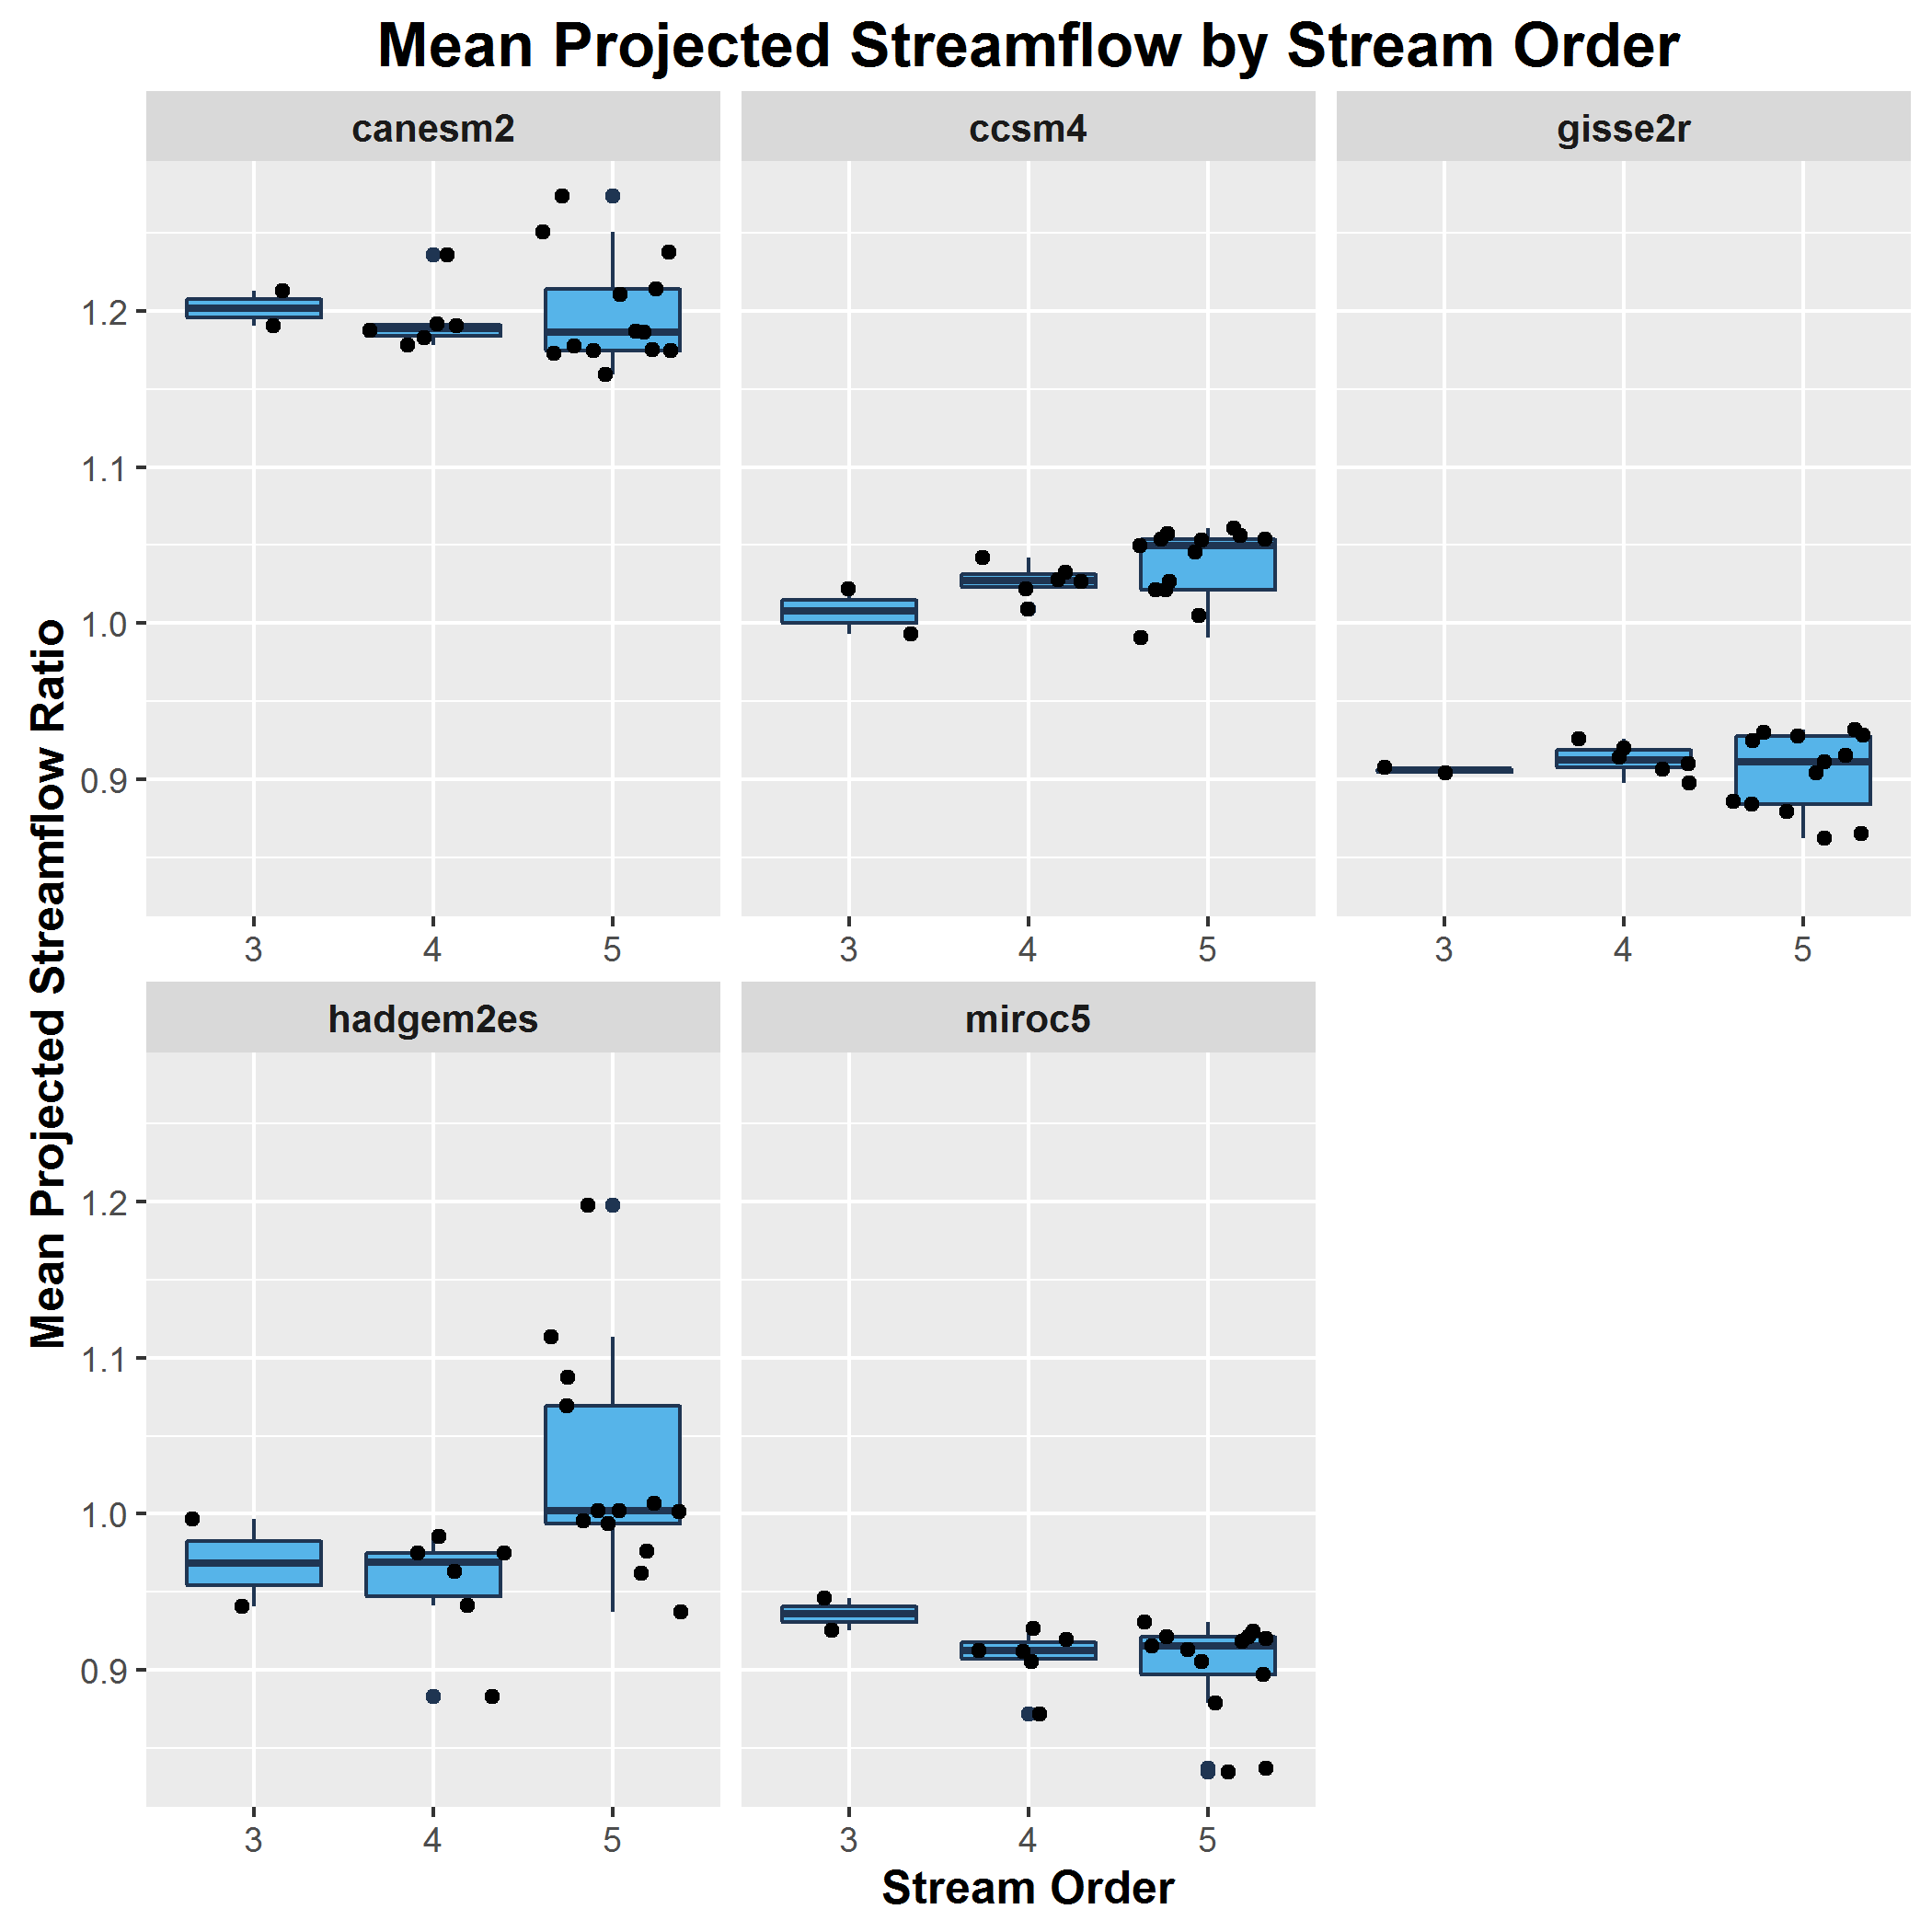 Mean Projected Streamflow by Stream Order
canesm2
ccsm4
gisse2r
1.2
1.1
1.0
0.9
3 4 5
3 4 5
3 4 5
Mean Projected Streamflow Ratio
hadgem2es
miroc5
1.2
1.1
1.0
0.9
3 4 5
3 4 5
Stream Order